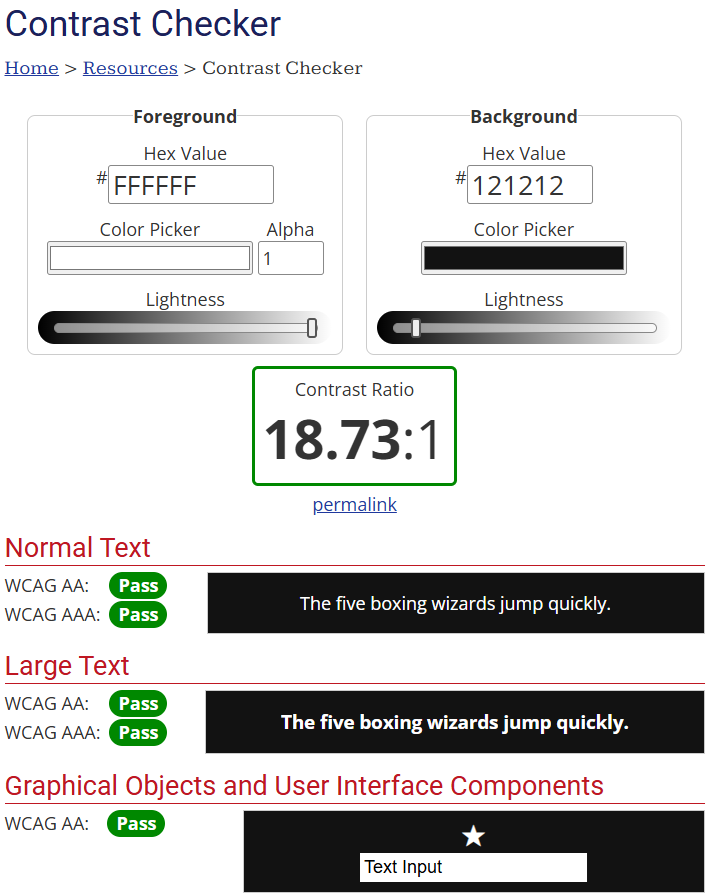 Contrast Checker
Home > Resources > Contrast Checker
Foreground
Hex Value
# FFFFFF
Color Picker Alpha
1
Lightness
Background
Hex Value
# 121212
Color Picker
Lightness
Contrast Ratio
18.73:1
permalink
Normal Text
WCAG AA: Pass
WCAG AAA: Pass
The five boxing wizards jump quickly.
Large Text
WCAG AA: Pass
WCAG AAA: Pass
The five boxing wizards jump quickly.
Graphical Objects and User Interface Components
WCAG AA: Pass
Text Input